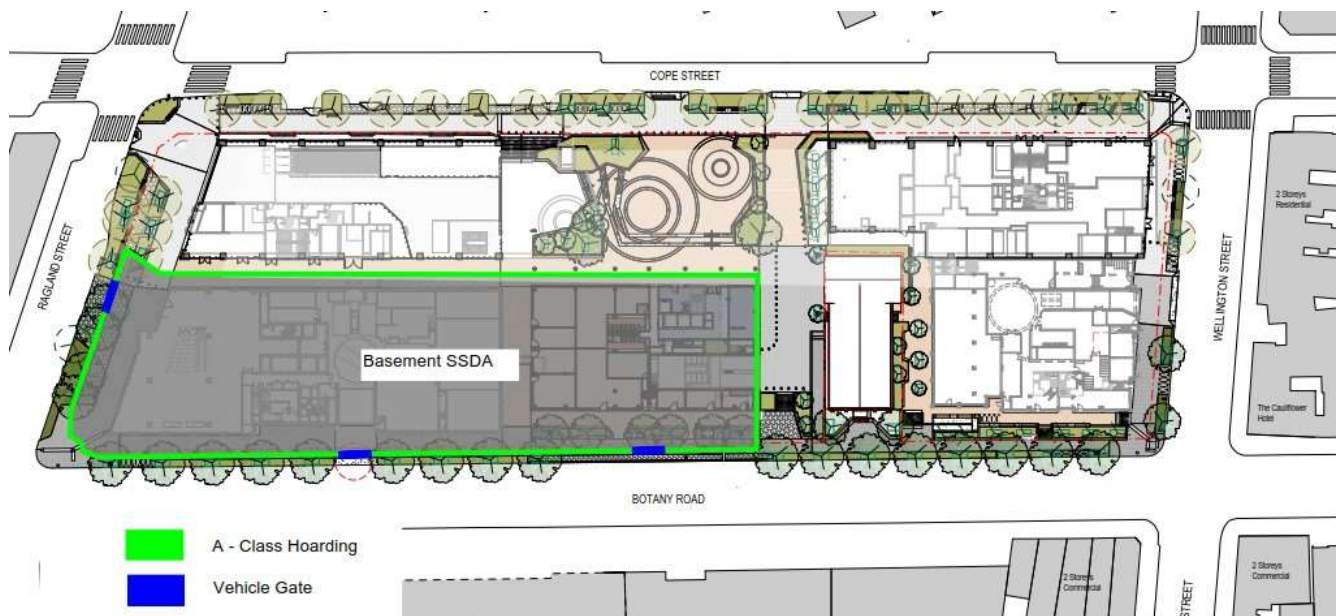 COPE STREET
RAGLAND STREET
2 Storeys
Residential
WELLINGTON STREET
Basement SSDA
The Cauliflower
Hotel
BOTANY ROAD
A - Class Hoarding
Vehicle Gate
2 Storeys
Commercial
STREET
2 Storeys
Commercial